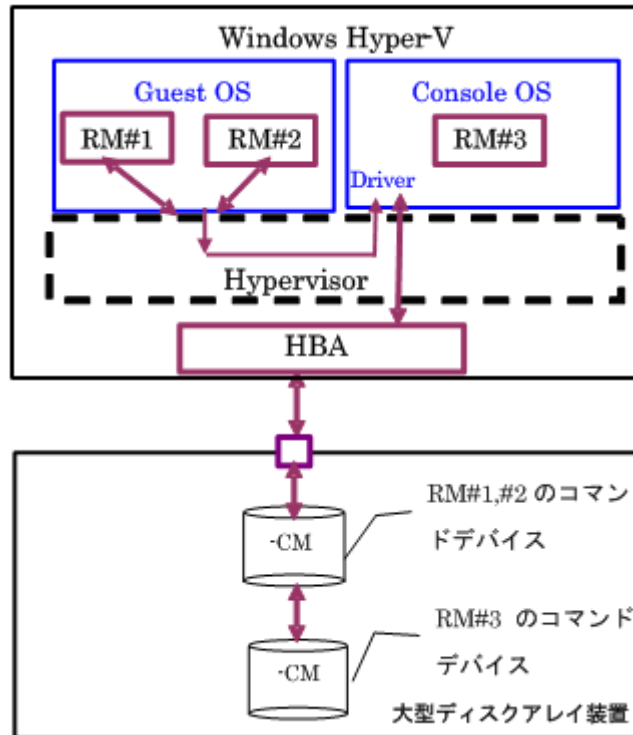 Windows Hyper-V
Guest OS
Console OS
RM#1
RM#2
RM#3
Driver
Hypervisor
HBA
RM#1,#2 のコマン
ドデバイス
-CM
RM#3 のコマンド
デバイス
-CM
大型ディスクアレイ装置